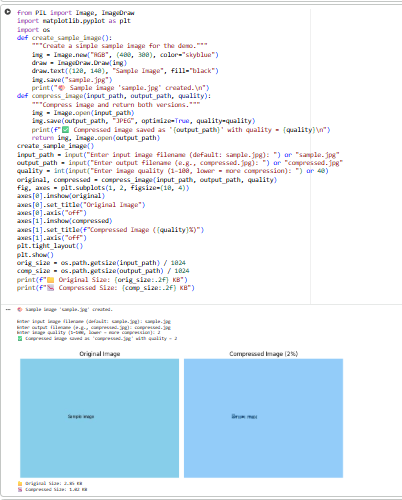 from PIL import Image, ImageDraw
import matplotlib.pyplot as plt
import os
def create_sample_image():
"""Create a simple sample image for the demo."""
img = Image.new("RGB", (400, 300), color="skyblue")
draw = ImageDraw.Draw(img)
draw.text((120, 140), "Sample Image", fill="black")
img.save("sample.jpg")
print("🎯 Sample image 'sample.jpg' created.\n")
def compress_image(input_path, output_path, quality):
"""Compress image and return both versions."""
img = Image.open(input_path)
img.save(output_path, "JPEG", optimize=True, quality=quality)
print(f"✅ Compressed image saved as '{output_path}' with quality = {quality}\n")
return img, Image.open(output_path)
create_sample_image()
input_path = input("Enter input image filename (default: sample.jpg): ") or "sample.jpg"
output_path = input("Enter output filename (e.g., compressed.jpg): ") or "compressed.jpg"
quality = int(input("Enter image quality (1–100, lower = more compression): ") or 40)
original, compressed = compress_image(input_path, output_path, quality)
fig, axes = plt.subplots(1, 2, figsize=(10, 4))
axes[0].imshow(original)
axes[0].set_title("Original Image")
axes[0].axis("off")
axes[1].imshow(compressed)
axes[1].set_title(f"Compressed Image ({quality}%)")
axes[1].axis("off")
plt.tight_layout()
plt.show()
orig_size = os.path.getsize(input_path) / 1024
comp_size = os.path.getsize(output_path) / 1024
print(f"📁 Original Size: {orig_size:.2f} KB")
print(f"📉 Compressed Size: {comp_size:.2f} KB")
🎯 Sample image 'sample.jpg' created.
Enter input image filename (default: sample.jpg): sample.jpg
Enter output filename (e.g., compressed.jpg): compressed.jpg
Enter image quality (1–100, lower = more compression): 2
✅ Compressed image saved as 'compressed.jpg' with quality = 2
Original Image
Compressed Image (2%)
Sample Image
Sample Image
📁 Original Size: 2.85 KB
📉 Compressed Size: 1.82 KB